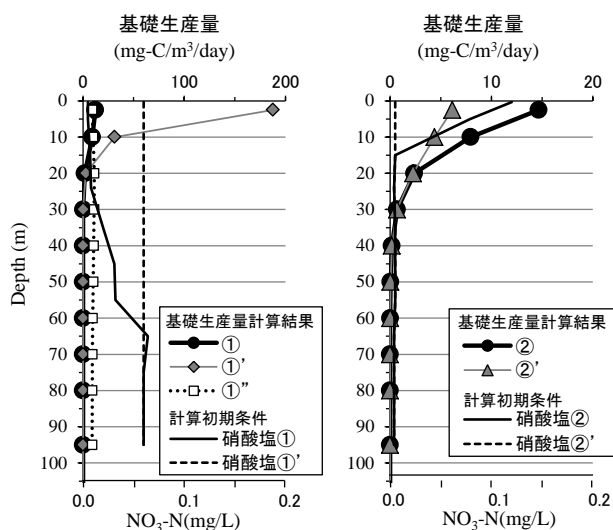 基礎生産量
(mg-C/m³/day)
0 100 200
0
10
20
30
40
50
60
70
80
90
100
Depth (m)
基礎生産量計算結果
①
①'
①"
計算初期条件
硝酸塩①
硝酸塩①'
0.0 0.1 0.2
NO₃-N(mg/L)
基礎生産量
(mg-C/m³/day)
0 10 20
0
10
20
30
40
50
60
70
80
90
100
基礎生産量計算結果
②
②'
計算初期条件
硝酸塩②
硝酸塩②'
0.0 0.1 0.2
NO₃-N(mg/L)